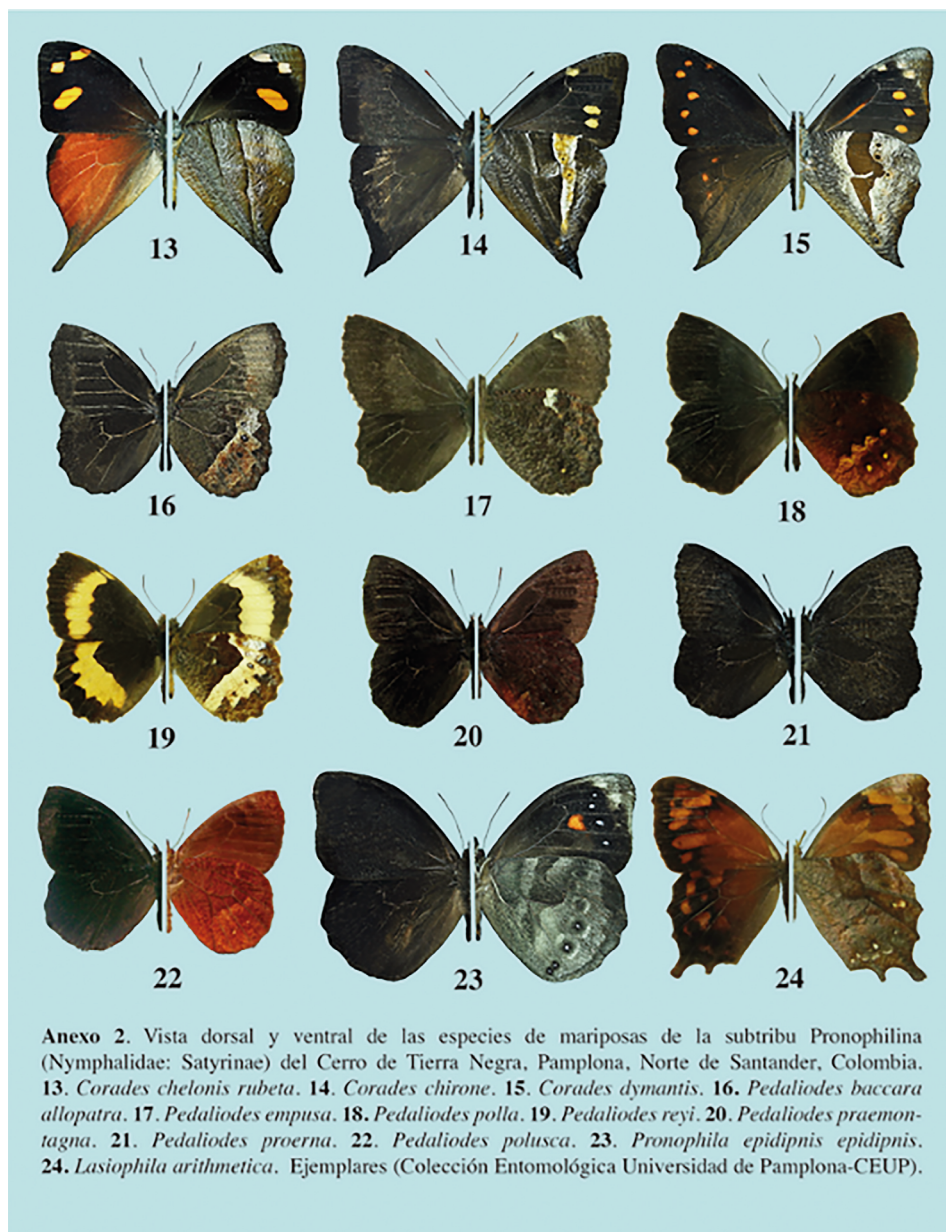 13
14
15
16
17
18
19
20
21
22
23
24
Anexo 2. Vista dorsal y ventral de las especies de mariposas de la subtribu Pronophilina
(Nymphalidae: Satyrinae) del Cerro de Tierra Negra, Pamplona, Norte de Santander, Colombia.
13. Corades chelonis rubeta. 14. Corades chirone. 15. Corades dymantis. 16. Pedaliodes baccara
allopatra. 17. Pedaliodes empusa. 18. Pedaliodes polla. 19. Pedaliodes reyi. 20. Pedaliodes praemon-
tagna. 21. Pedaliodes proerna. 22. Pedaliodes polusca. 23. Pronophila epidipnis epidipnis.
24. Lasiophila arithmetica. Ejemplares (Colección Entomológica Universidad de Pamplona-CEUP).